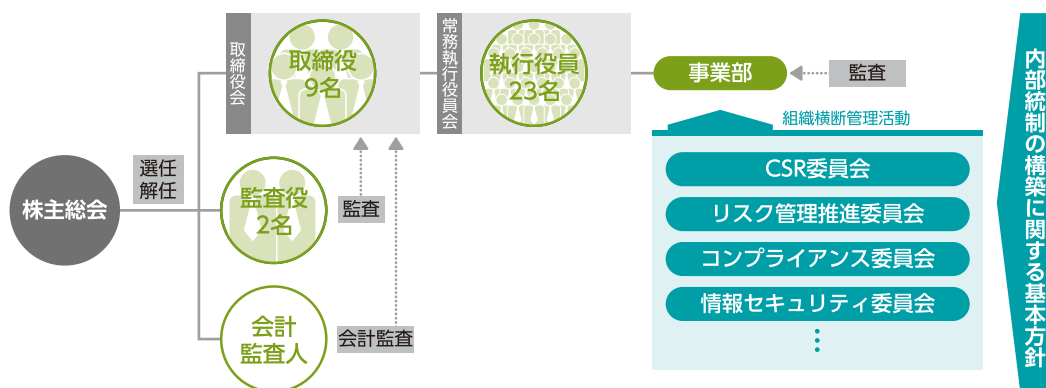 株主総会
選任
解任
取締役会
取締役
9名
常務執行役員会
執行役員
23名
事業部
監査
監査役
2名
監査
会計
監査人
会計監査
組織横断管理活動
CSR委員会
リスク管理推進委員会
コンプライアンス委員会
情報セキュリティ委員会
⋮
内部統制の構築に関する基本方針